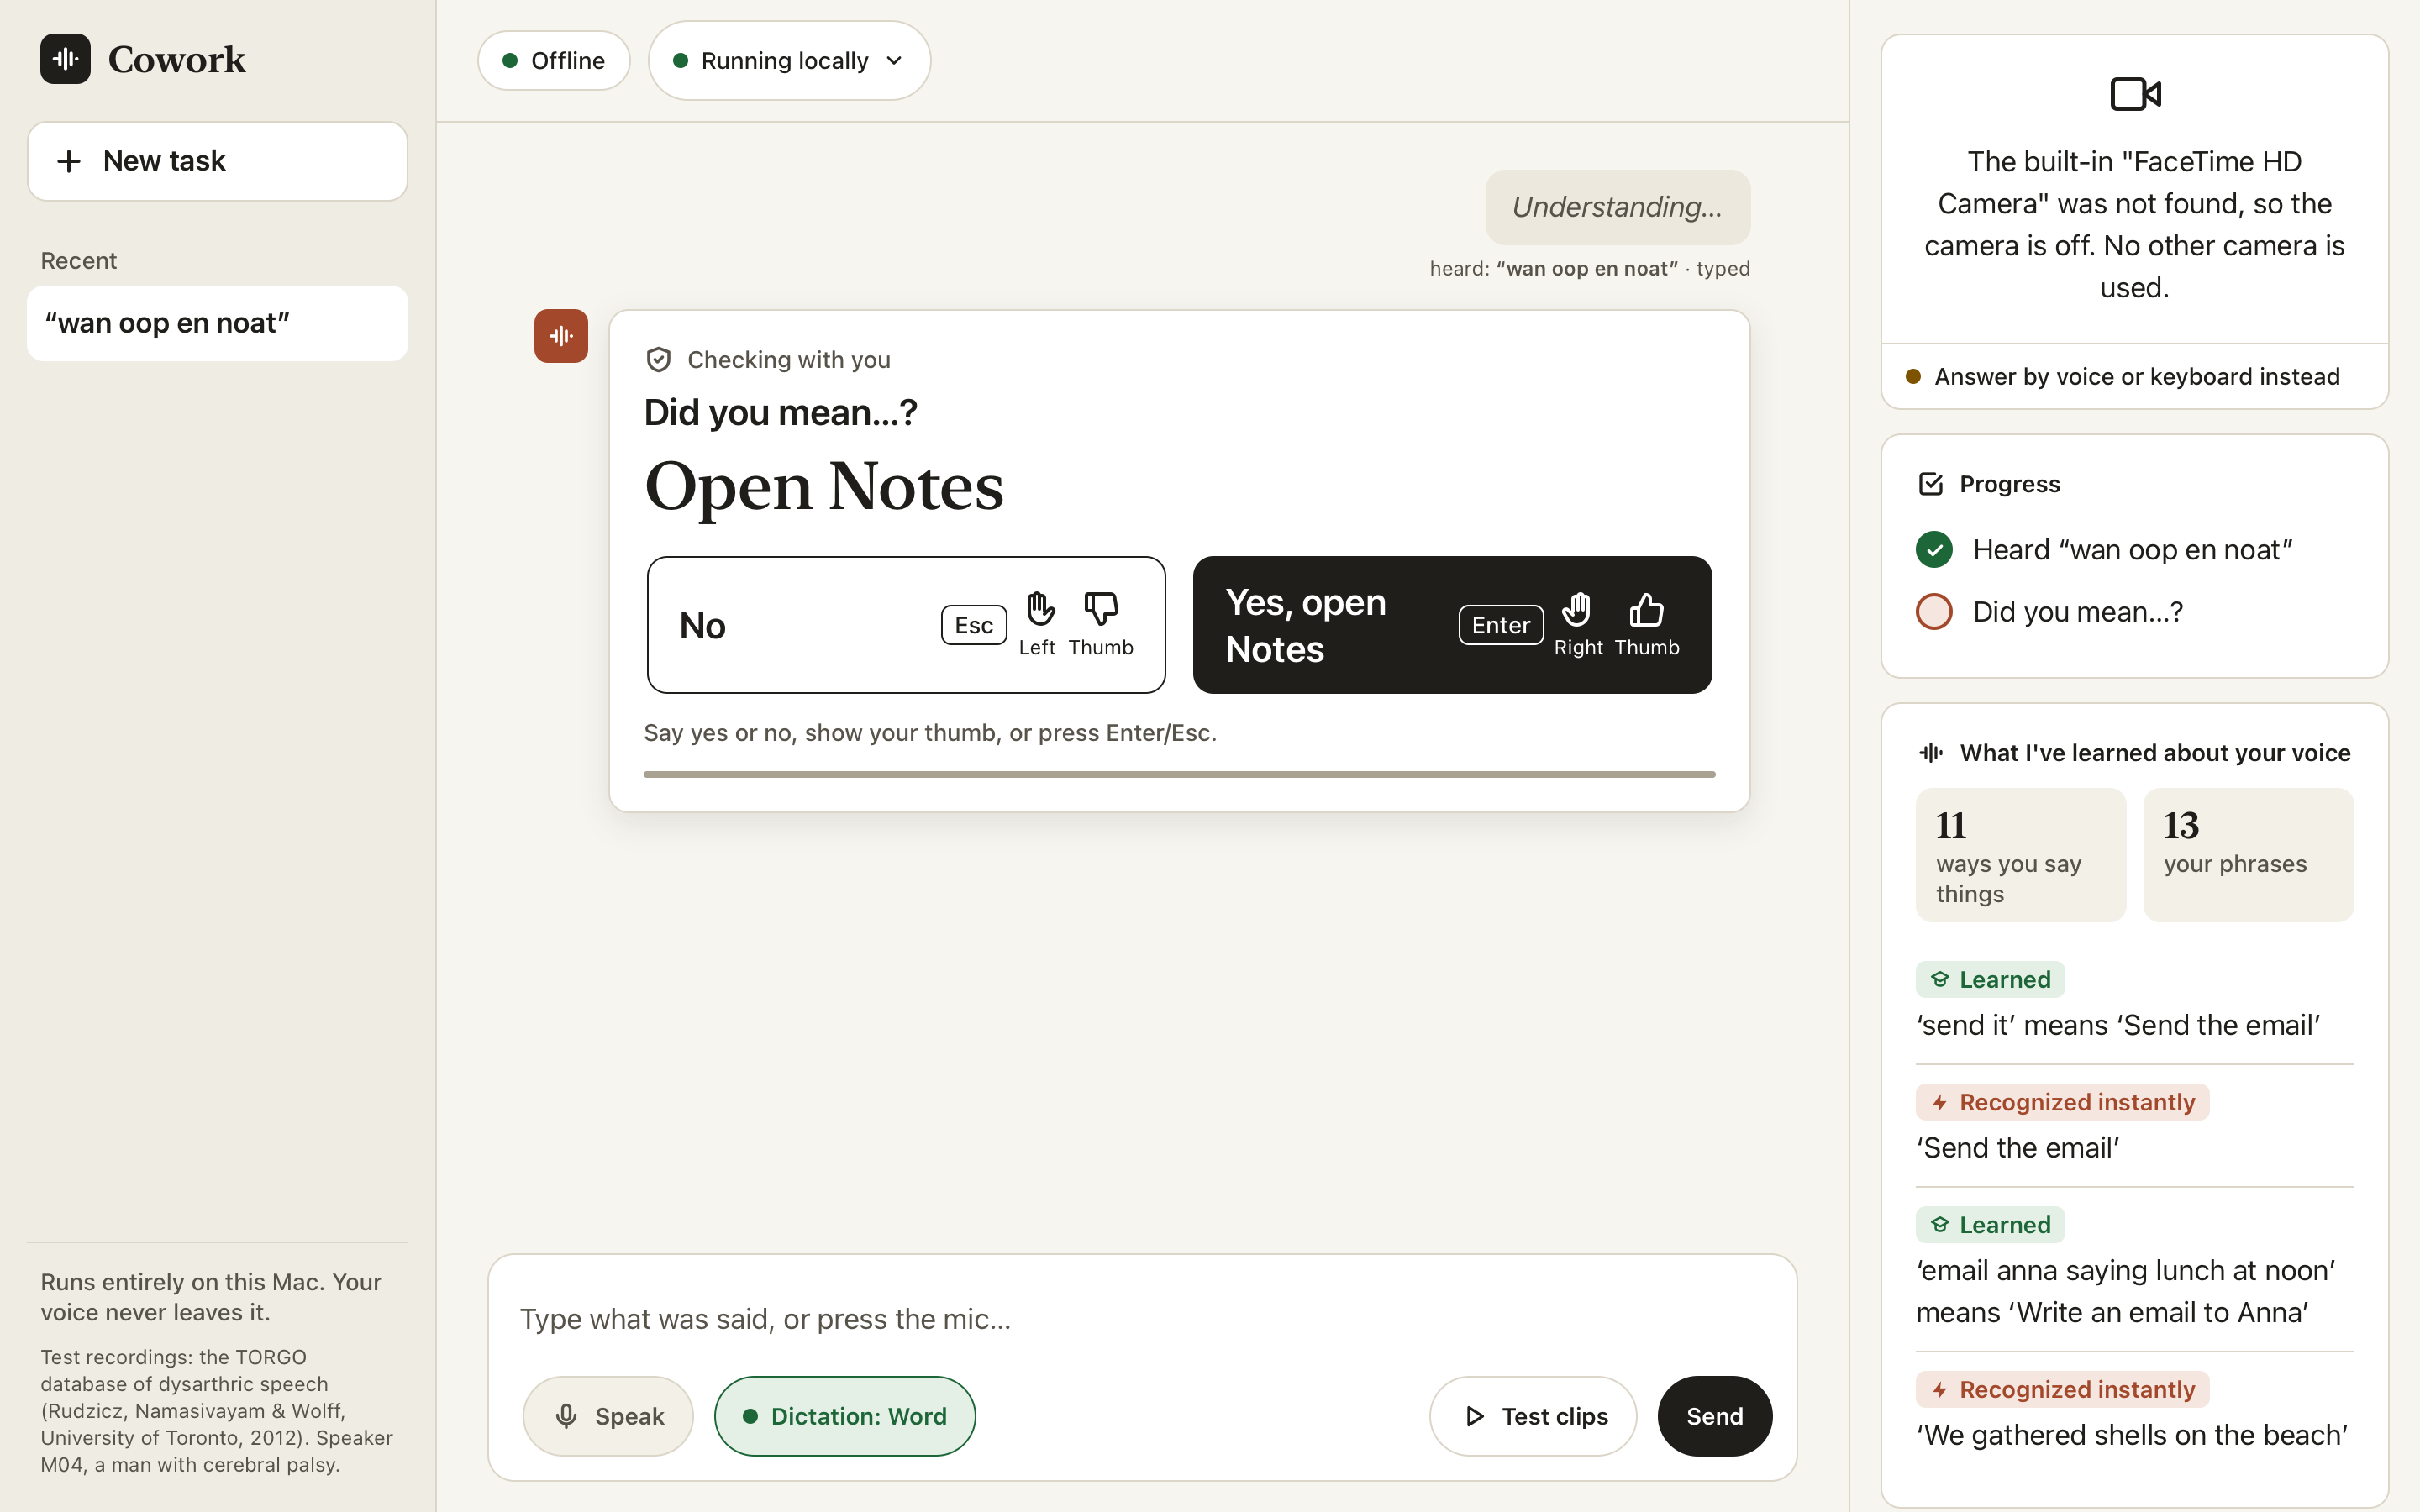 Cowork
New task
Recent
“wan oop en noat”
Runs entirely on this Mac. Your
voice never leaves it.
Test recordings: the TORGO
database of dysarthric speech
(Rudzicz, Namasivayam & Wolff,
University of Toronto, 2012). Speaker
M04, a man with cerebral palsy.
Offline
Running locally
Understanding...
heard: “wan oop en noat” · typed
Checking with you
Did you mean...?
Open Notes
No
Esc
Left
Thumb
Yes, open
Notes
Enter
Right
Thumb
Say yes or no, show your thumb, or press Enter/Esc.
Type what was said, or press the mic...
Speak
Dictation: Word
Test clips
Send
The built-in "FaceTime HD
Camera" was not found, so the
camera is off. No other camera is
used.
Answer by voice or keyboard instead
Progress
Heard “wan oop en noat”
Did you mean...?
What I've learned about your voice
11
ways you say
things
13
your phrases
Learned
‘send it’ means ‘Send the email’
Recognized instantly
‘Send the email’
Learned
‘email anna saying lunch at noon’
means ‘Write an email to Anna’
Recognized instantly
‘We gathered shells on the beach’